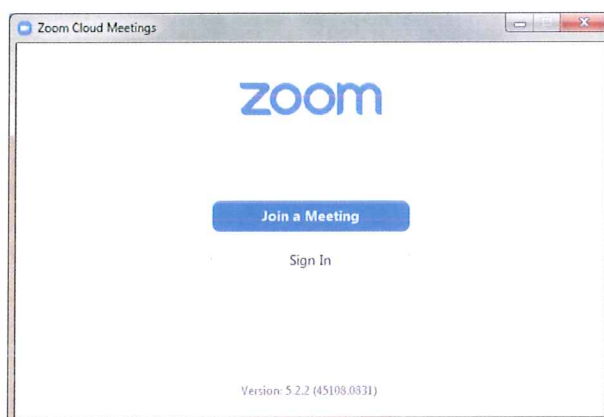 Zoom Cloud Meetings
zoom
Join a Meeting
Sign In
Version: 5.2.2 (45108.0831)